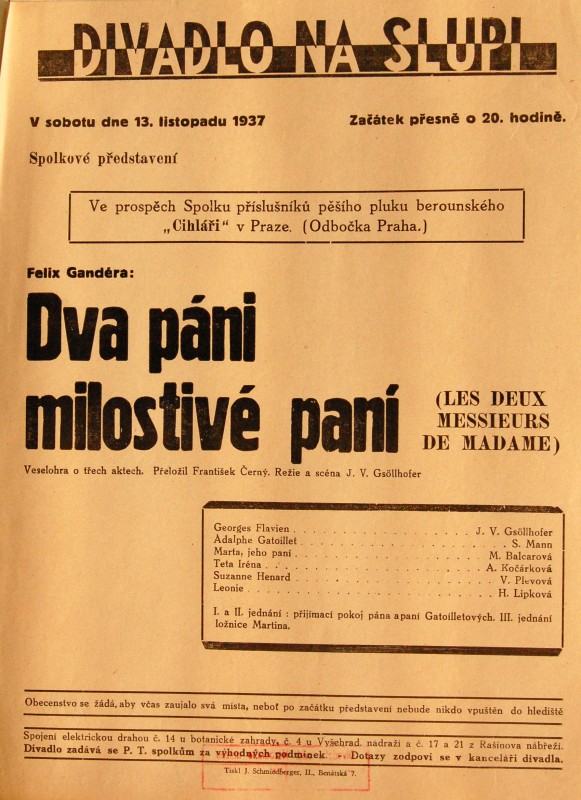 DIVADLO NA SLUPI
V sobotu dne 13. listopadu 1937
Začátek přesně o 20. hodině.
Spolkové představení
Ve prospěch Spolku příslušníků pěšího pluku berounského
„Cihláři“ v Praze. (Odbočka Praha.)
Felix Gandéra:
Dva páni
milostivé paní
(LES DEUX
MESSIEURS
DE MADAME)
Veselohra o třech aktech. Přeložil František Černý. Režie a scéna J. V. Gsöllhofer
Georges Flavien . . . . . . . . . . . . . . J. V. Gsöllhofer
Adalphe Gatoillet . . . . . . . . . . . . . . S. Mann
Marta, jeho paní . . . . . . . . . . . . . . M. Balcarová
Teta Iréna . . . . . . . . . . . . . . A. Kočárková
Suzanne Henard . . . . . . . . . . . . . . V. Plevová
Leonie . . . . . . . . . . . . . . H. Lipková
I. a II. jednání : přijímací pokoj pána apaní Gatoilletových. III. jednání
ložnice Martina.
Obecenstvo se žádá, aby včas zaujalo svá místa, neboť po začátku představení nebude nikdo vpuštěn do hlediště
Spojení elektrickou drahou č. 14 u botanické zahrady, č. 4 u Vyšehrad. nadraží a č. 17 a 21 z Rašínova nábřeží.
Divadlo zadává se P. T. spolkům za výhodných podmínek. - Dotazy zodpoví se v kanceláři divadla.
Tiskl J. Schmiedberger, II., Benátská 7.